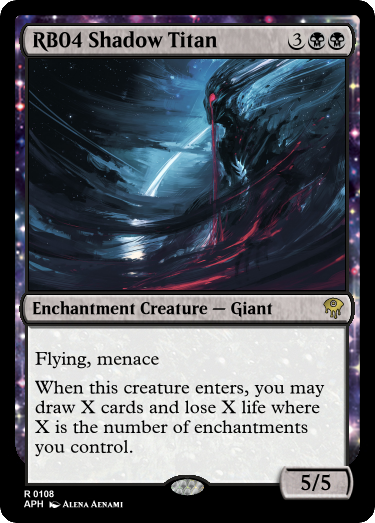 RB04 Shadow Titan 3
Enchantment Creature — Giant
Flying, menace
When this creature enters, you may
draw X cards and lose X life where
X is the number of enchantments
you control.
5/5
R 0108
APH Alena Aenami